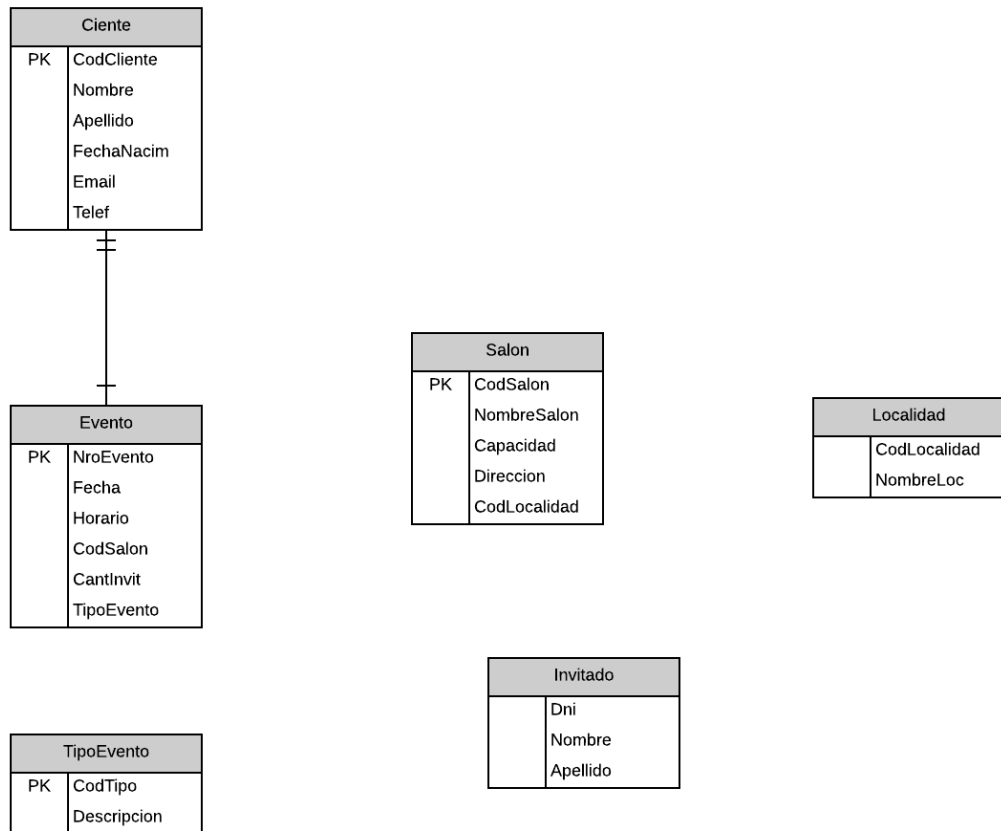 Ciente
PK CodCliente
Nombre
Apellido
FechaNacim
Email
Telef
Evento
PK NroEvento
Fecha
Horario
CodSalon
CantInvit
TipoEvento
TipoEvento
PK CodTipo
Descripcion
Salon
PK CodSalon
NombreSalon
Capacidad
Direccion
CodLocalidad
Invitado
Dni
Nombre
Apellido
Localidad
CodLocalidad
NombreLoc